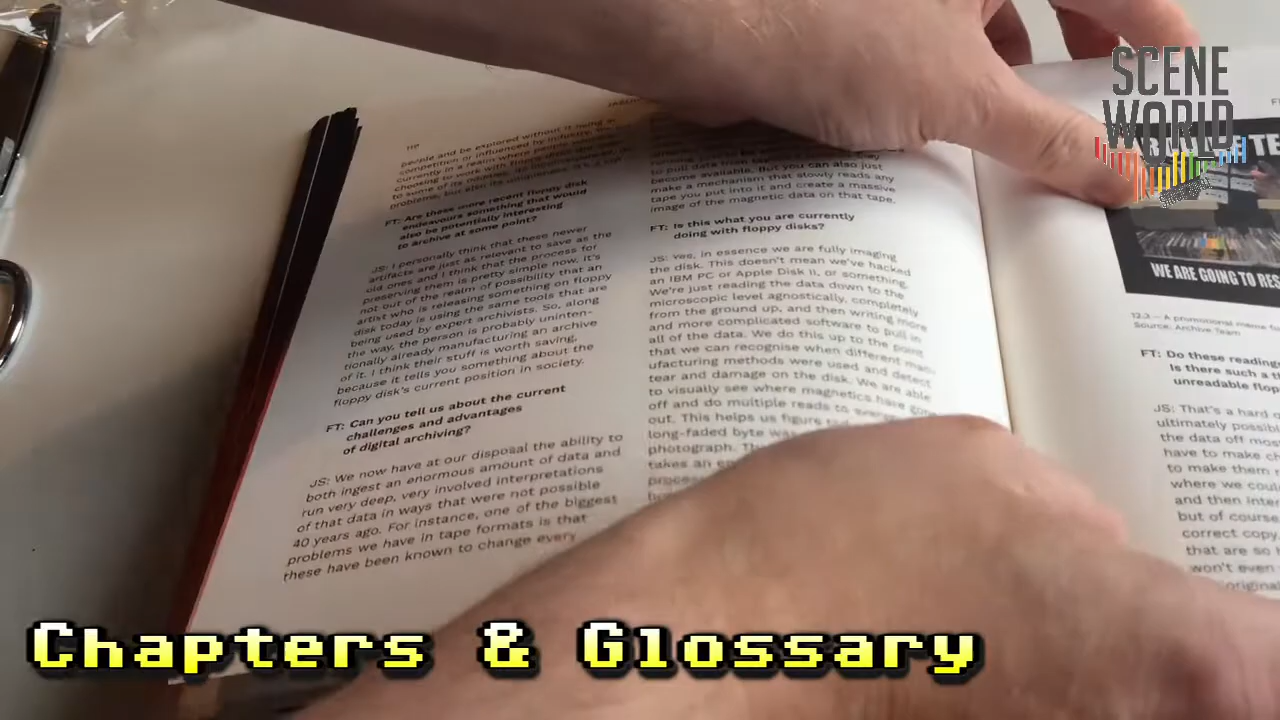 people and be explored without it
FT: Are these more recent floppy disk
endeavours something that would
also be potentially interesting
to archive at some point?
JS: I personally think that these newer
artifacts are just as relevant to save as the
old ones and I think that the process for
preserving them is pretty simple now. It's
not out of the realm of possibility that an
artist who is releasing something on floppy
disk today is using the same tools that are
being used by expert archivists. So, along
the way, the person is probably uninten-
tionally already manufacturing an archive
of it. I think their stuff is worth saving,
because it tells you something about the
floppy disk's current position in society.
FT: Can you tell us about the current
challenges and advantages
of digital archiving?
JS: We now have at our disposal the ability to
both ingest an enormous amount of data and
run very deep, very involved interpretations
of that data in ways that were not possible
40 years ago. For instance, one of the biggest
problems we have in tape formats is that
these have been known to change every
become available. But you can also just
make a mechanism that slowly reads any
tape you put into it and create a massive
image of the magnetic data on that tape.
FT: Is this what you are currently
doing with floppy disks?
JS: Yes, in essence we are fully imaging
the disk. This doesn't mean we've hacked
an IBM PC or Apple Disk II, or something.
We're just reading the data down to the
microscopic level agnostically, completely
from the ground up, and then writing more
and more complicated software to pull in
all of the data. We do this up to the point
that we can recognise when different man-
ufacturing methods were used and detect
tear and damage on the disk. We are able
to visually see where magnetics have gone
off and do multiple reads to
out. This helps us figure
long-faded byte was
photograph.
takes an
WE ARE GOING TO RES
12.3 – A promotional meme
Source: Archive Team
FT: Do these reading
Is there such a
unreadable flop
JS: That's a hard
ultimately possib
the data off mos
have to make ch
to make them
where we coul
and then inter
but of course
correct copy,
that are so
won't even
original
SCENE
WORLD
Chapters & Glossary